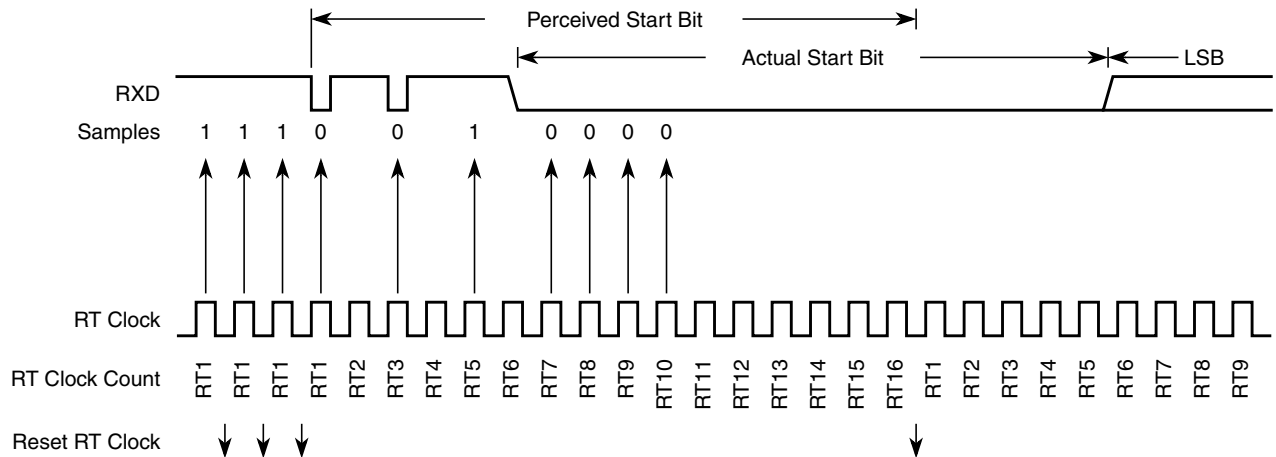 Perceived Start Bit
Actual Start Bit
LSB
RXD
Samples 1 1 1 0 0 1 0 0 0 0
RT Clock
RT Clock Count RT1 RT1 RT1 RT1 RT2 RT3 RT4 RT5 RT6 RT7 RT8 RT9 RT10 RT11 RT12 RT13 RT14 RT15 RT16 RT1 RT2 RT3 RT4 RT5 RT6 RT7 RT8 RT9
Reset RT Clock